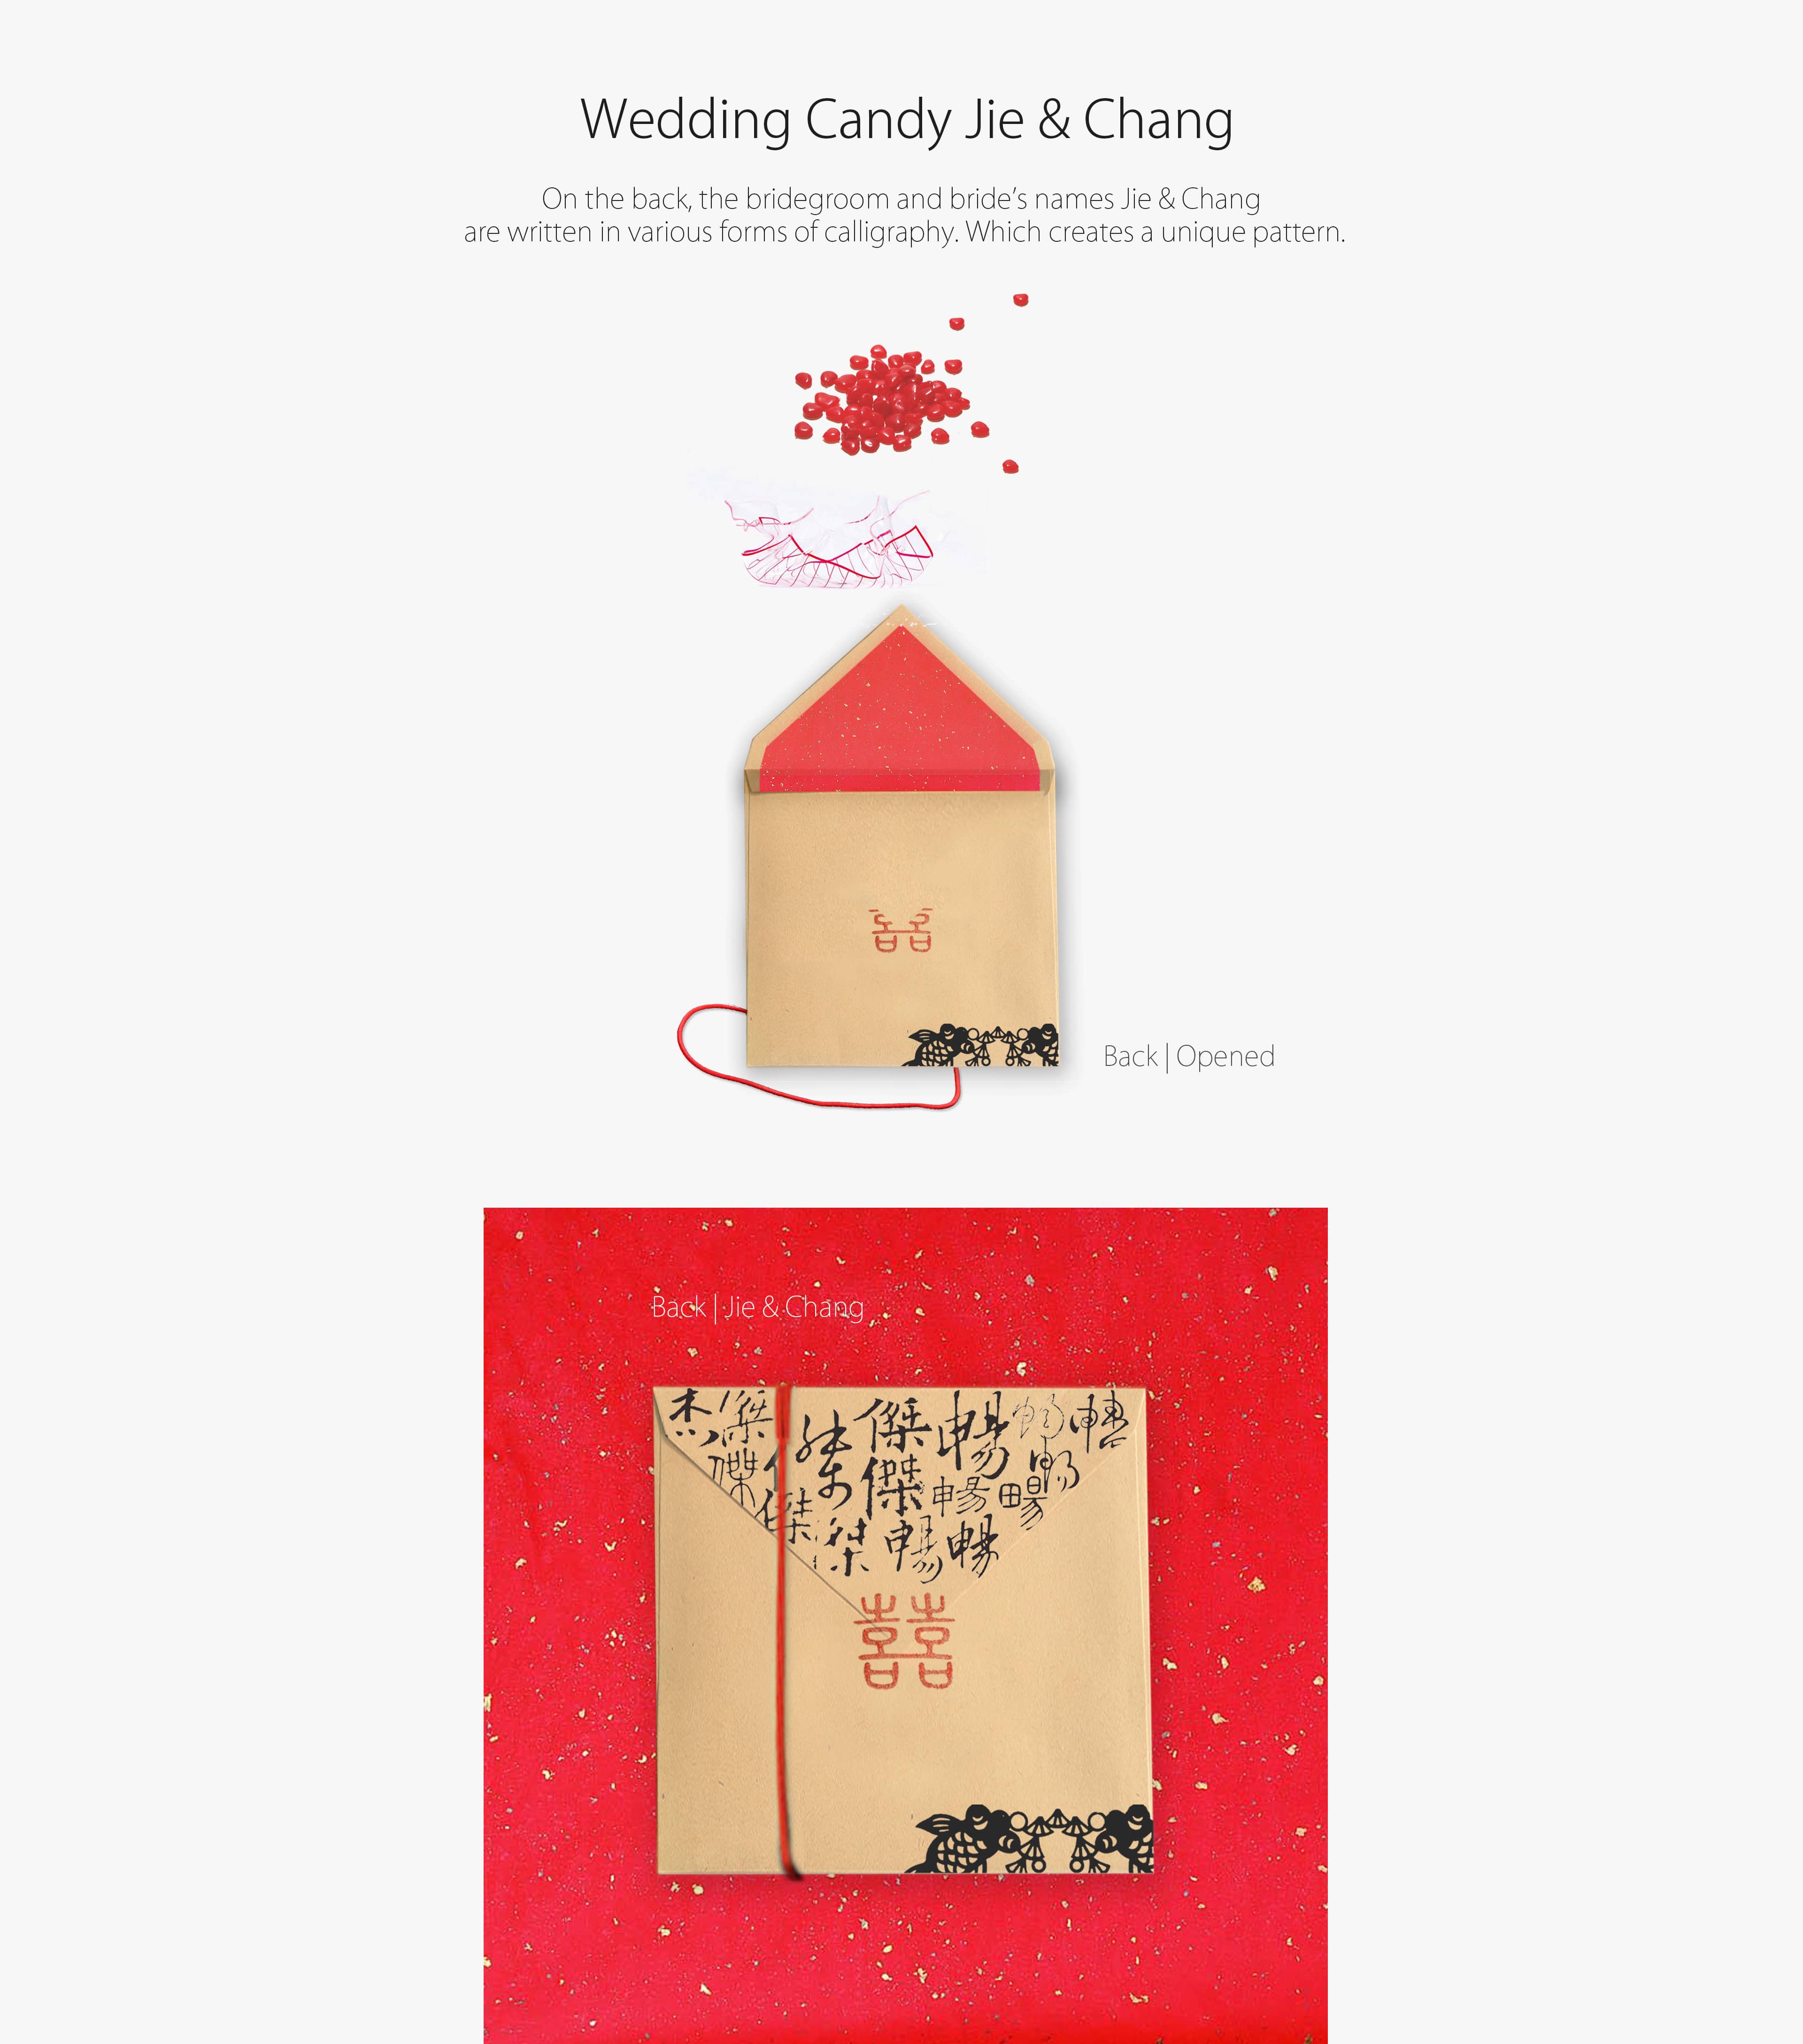 Wedding Candy Jie & Chang
On the back, the bridegroom and bride’s names Jie & Chang
are written in various forms of calligraphy. Which creates a unique pattern.
Back | Opened
Back | Jie & Chang
杰 傑 傑 暢 暢
傑 傑 暢 暢 暢
傑 傑 暢 暢
囍